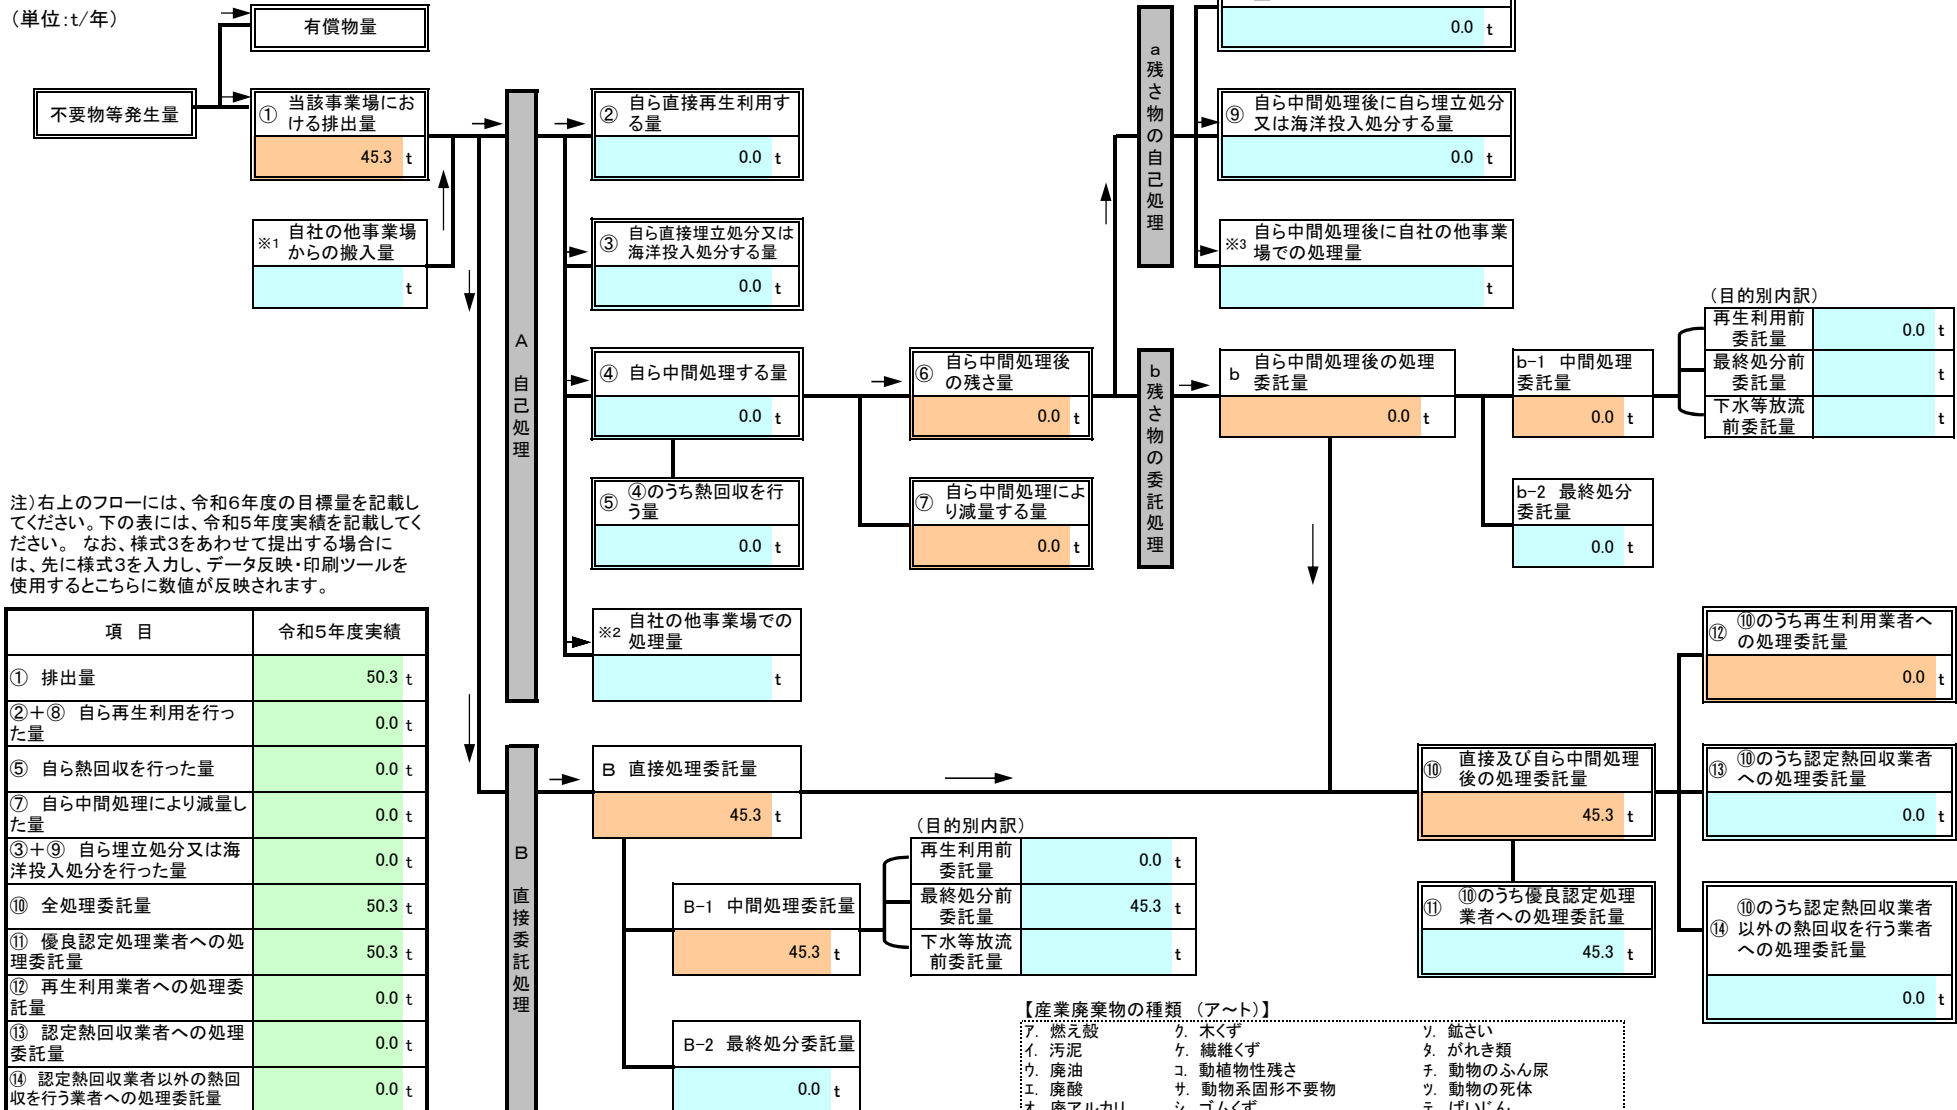 （単位:t/年）
有償物量
不要物等発生量
① 当該事業場にお
ける排出量
45.3 t
※1 自社の他事業場
からの搬入量
t
A 自己処理
② 自ら直接再生利用す
る量
0.0 t
③ 自ら直接埋立処分又は
海洋投入処分する量
0.0 t
④ 自ら中間処理する量
0.0 t
⑤ ④のうち熱回収を行
う量
0.0 t
※2 自社の他事業場での
処理量
t
⑥ 自ら中間処理後
の残さ量
0.0 t
⑦ 自ら中間処理によ
り減量する量
0.0 t
a 残さ物の自己処理
0.0 t
⑨ 自ら中間処理後に自ら埋立処分
又は海洋投入処分する量
0.0 t
※3 自ら中間処理後に自社の他事業
場での処理量
t
b 残さ物の委託処理
b 自ら中間処理後の処理
委託量
0.0 t
b-1 中間処理
委託量
0.0 t
（目的別内訳）
再生利用前
委託量
0.0 t
最終処分前
委託量
t
下水等放流
前委託量
t
b-2 最終処分
委託量
0.0 t
注）右上のフローには、令和６年度の目標量を記載し
てください。下の表には、令和５年度実績を記載してく
ださい。 なお、様式３をあわせて提出する場合に
は、先に様式３を入力し、データ反映・印刷ツールを
使用するとこちらに数値が反映されます。
項 目 令和５年度実績
① 排出量 50.3 t
②＋⑧ 自ら再生利用を行っ
た量 0.0 t
⑤ 自ら熱回収を行った量 0.0 t
⑦ 自ら中間処理により減量し
た量 0.0 t
③＋⑨ 自ら埋立処分又は海
洋投入処分を行った量 0.0 t
⑩ 全処理委託量 50.3 t
⑪ 優良認定処理業者への処
理委託量 50.3 t
⑫ 再生利用業者への処理委
託量 0.0 t
⑬ 認定熱回収業者への処理
委託量 0.0 t
⑭ 認定熱回収業者以外の熱回
収を行う業者への処理委託量 0.0 t
B 直接委託処理
B 直接処理委託量
45.3 t
B-1 中間処理委託量
45.3 t
（目的別内訳）
再生利用前
委託量
0.0 t
最終処分前
委託量
45.3 t
下水等放流
前委託量
t
B-2 最終処分委託量
0.0 t
⑩ 直接及び自ら中間処理
後の処理委託量
45.3 t
⑪ ⑩のうち優良認定処理
業者への処理委託量
45.3 t
⑫ ⑩のうち再生利用業者へ
の処理委託量
0.0 t
⑬ ⑩のうち認定熱回収業者
への処理委託量
0.0 t
⑭ ⑩のうち認定熱回収業者
以外の熱回収を行う業者
への処理委託量
0.0 t
【産業廃棄物の種類 （ア～ト）】
ｱ. 燃え殻 ｸ. 木くず ｿ. 鉱さい
ｲ. 汚泥 ｹ. 繊維くず ﾀ. がれき類
ｳ. 廃油 ｺ. 動植物性残さ ﾁ. 動物のふん尿
ｴ. 廃酸 ｻ. 動物系固形不要物 ﾂ. 動物の死体
ｵ. 廃アルカリ ｼ. ゴムくず ﾃ. ばいじん